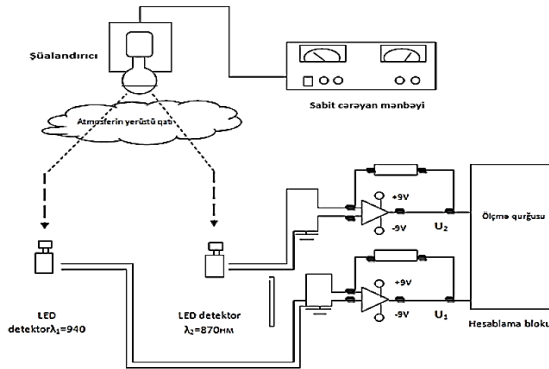 Şüalandırıcı
Sabit cərəyan mənbəyi
Atmosferin yerüstü qatı
+9V
-9V
U2
Ölçmə qurğusu
+9V
-9V
U1
LED
detektorλ1=940
LED detektor
λ2=870нм
Hesablama bloku